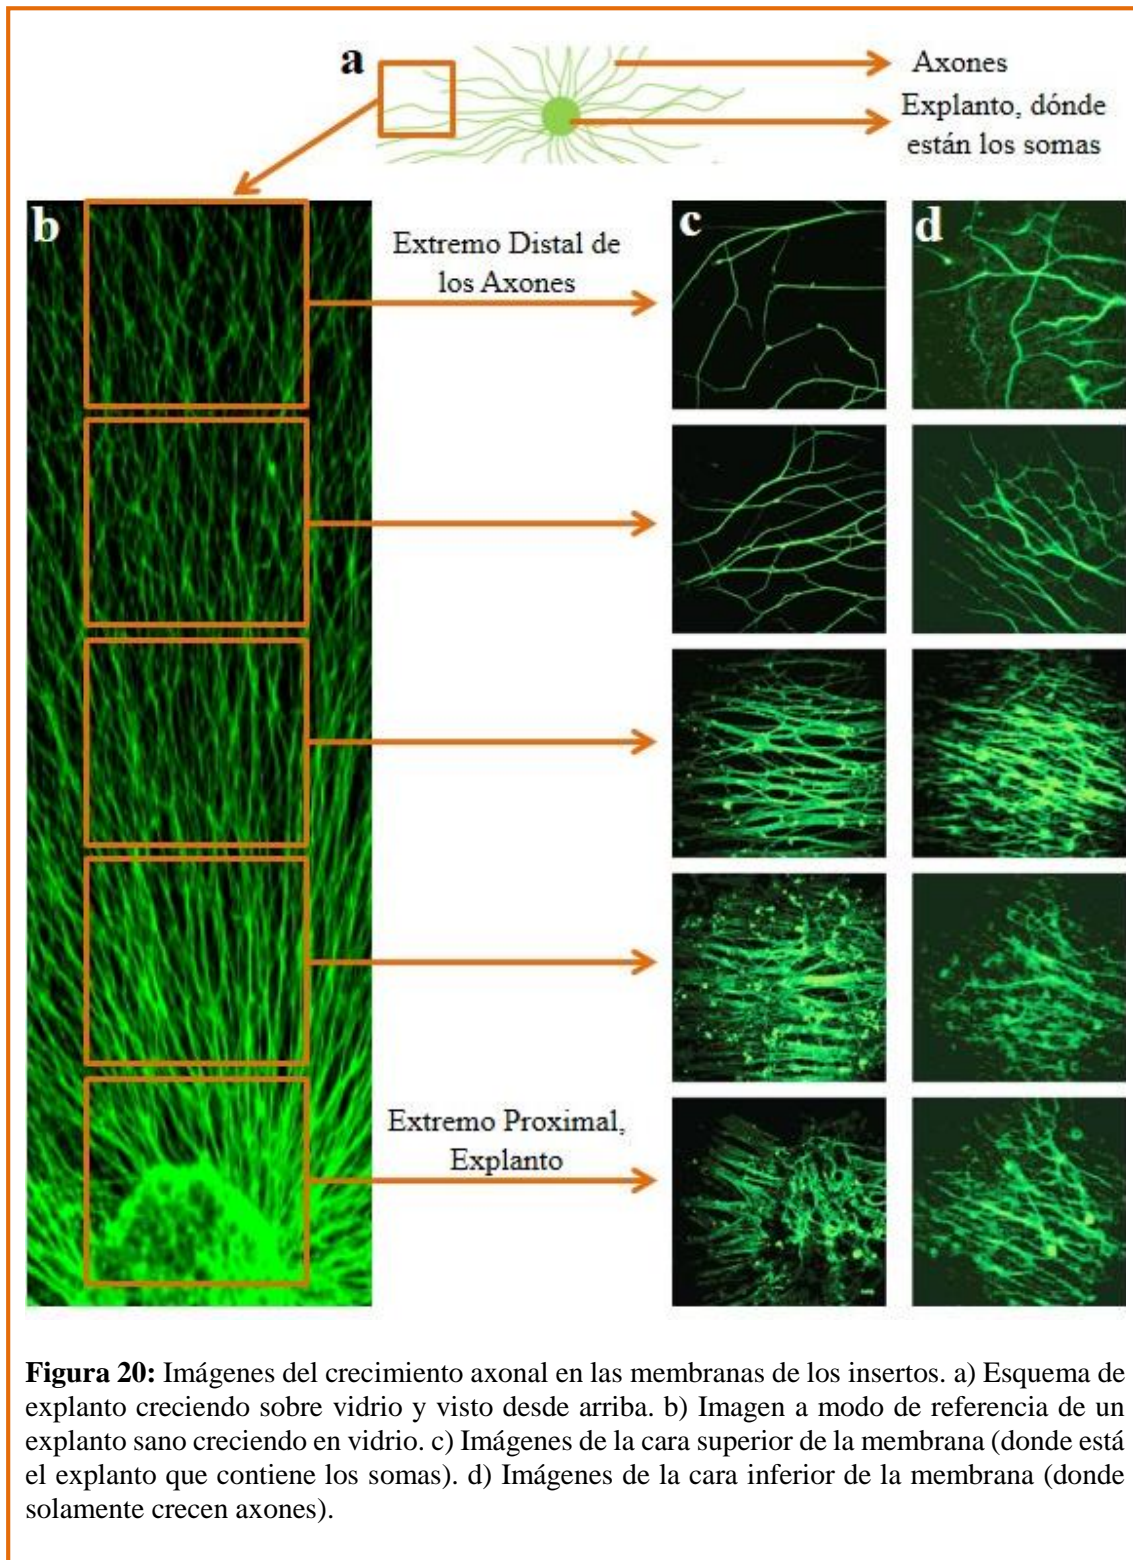 a
Axones
Explanto, dónde
están los somas
b
Extremo Distal de
los Axones
c
d
Extremo Proximal,
Explanto
Figura 20: Imágenes del crecimiento axonal en las membranas de los insertos. a) Esquema de
explanto creciendo sobre vidrio y visto desde arriba. b) Imagen a modo de referencia de un
explanto sano creciendo en vidrio. c) Imágenes de la cara superior de la membrana (donde está
el explanto que contiene los somas). d) Imágenes de la cara inferior de la membrana (donde
solamente crecen axones).